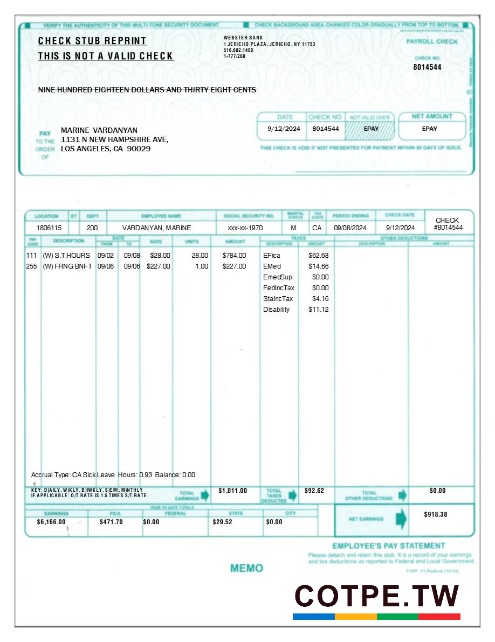 VERIFY THE AUTHENTICITY OF THIS MULTI-TONE SECURITY DOCUMENT.
CHECK BACKGROUND AREA CHANGES COLOR GRADUALLY FROM TOP TO BOTTOM.
CHECK STUB REPRINT
THIS IS NOT A VALID CHECK
WEBSTER BANK
1 JERICHO PLAZA, JERICHO, NY 11753
516.682.1400
1-777/260
PAYROLL CHECK
CHECK NO.
8014544
NINE HUNDRED EIGHTEEN DOLLARS AND THIRTY EIGHT CENTS
DATE CHECK NO. NOT VALID OVER NET AMOUNT
9/12/2024 8014544 EPAY EPAY
PAY
TO THE
ORDER
OF
MARINE VARDANYAN
1131 N NEW HAMPSHIRE AVE,
LOS ANGELES, CA 90029
THIS CHECK IS VOID IF NOT PRESENTED FOR PAYMENT WITHIN 60 DAYS OF ISSUE.
LOCATION ST DEPT EMPLOYEE NAME SOCIAL SECURITY NO. MARITAL STATUS TAX STATE PERIOD ENDING CHECK DATE CHECK
1806115 200 VARDANYAN, MARINE xxx-xx-1970 M CA 09/08/2024 9/12/2024 #8014544
PAY CODE DESCRIPTION DATE FROM TO RATE UNITS AMOUNT TAXES DESCRIPTION AMOUNT OTHER DEDUCTIONS DESCRIPTION AMOUNT
111 (W) S.T.HOURS 09/02 09/08 $28.00 28.00 $784.00 EFica $62.68
255 (W) FRNG BNFT 09/06 09/06 $227.00 1.00 $227.00 EMed $14.66
EmedSup $0.00
FedIncTax $0.00
StaIncTax $4.16
Disability $11.12
Accrual Type: CA SickLeave Hours: 0.93 Balance: 0.00
KEY: D/DAILY, W/WKLY, B/BIWKLY, S/SEMI, M/MTHLY
IF APPLICABLE: O,T RATE IS 1.5 TIMES S,T RATE.
TOTAL EARNINGS $1,011.00 TOTAL TAXES DEDUCTED $92.62 TOTAL OTHER DEDUCTIONS $0.00
YEAR TO DATE TOTALS
EARNINGS FICA FEDERAL STATE CITY
$6,166.00 $471.70 $0.00 $29.52 $0.00
NET EARNINGS $918.38
EMPLOYEE'S PAY STATEMENT
Please detach and retain this stub. It is a record of your earnings
and tax deductions as reported to Federal and Local Government.
MEMO
COTPE.TW